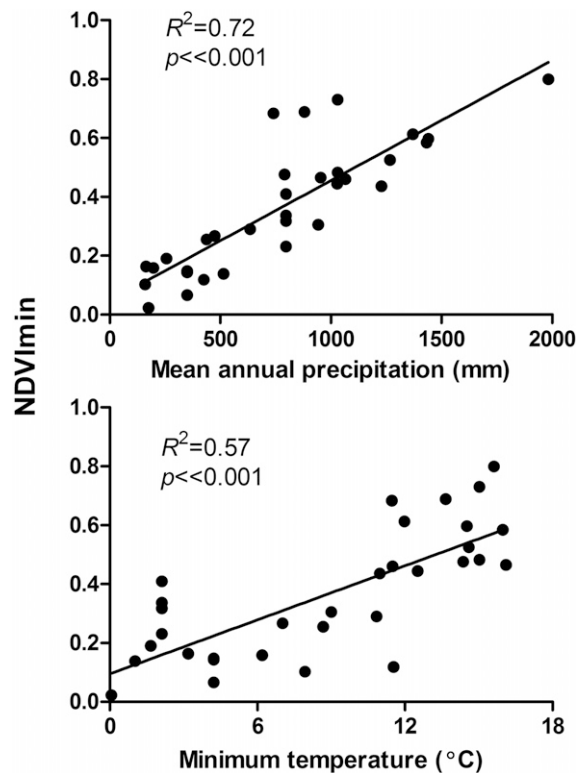 1.0
R²=0.72
p<<0.001
0.8
0.6
0.4
0.2
0.0
0 500 1000 1500 2000
Mean annual precipitation (mm)
NDVImin
1.0
R²=0.57
p<<0.001
0.8
0.6
0.4
0.2
0.0
0 6 12 18
Minimum temperature (°C)